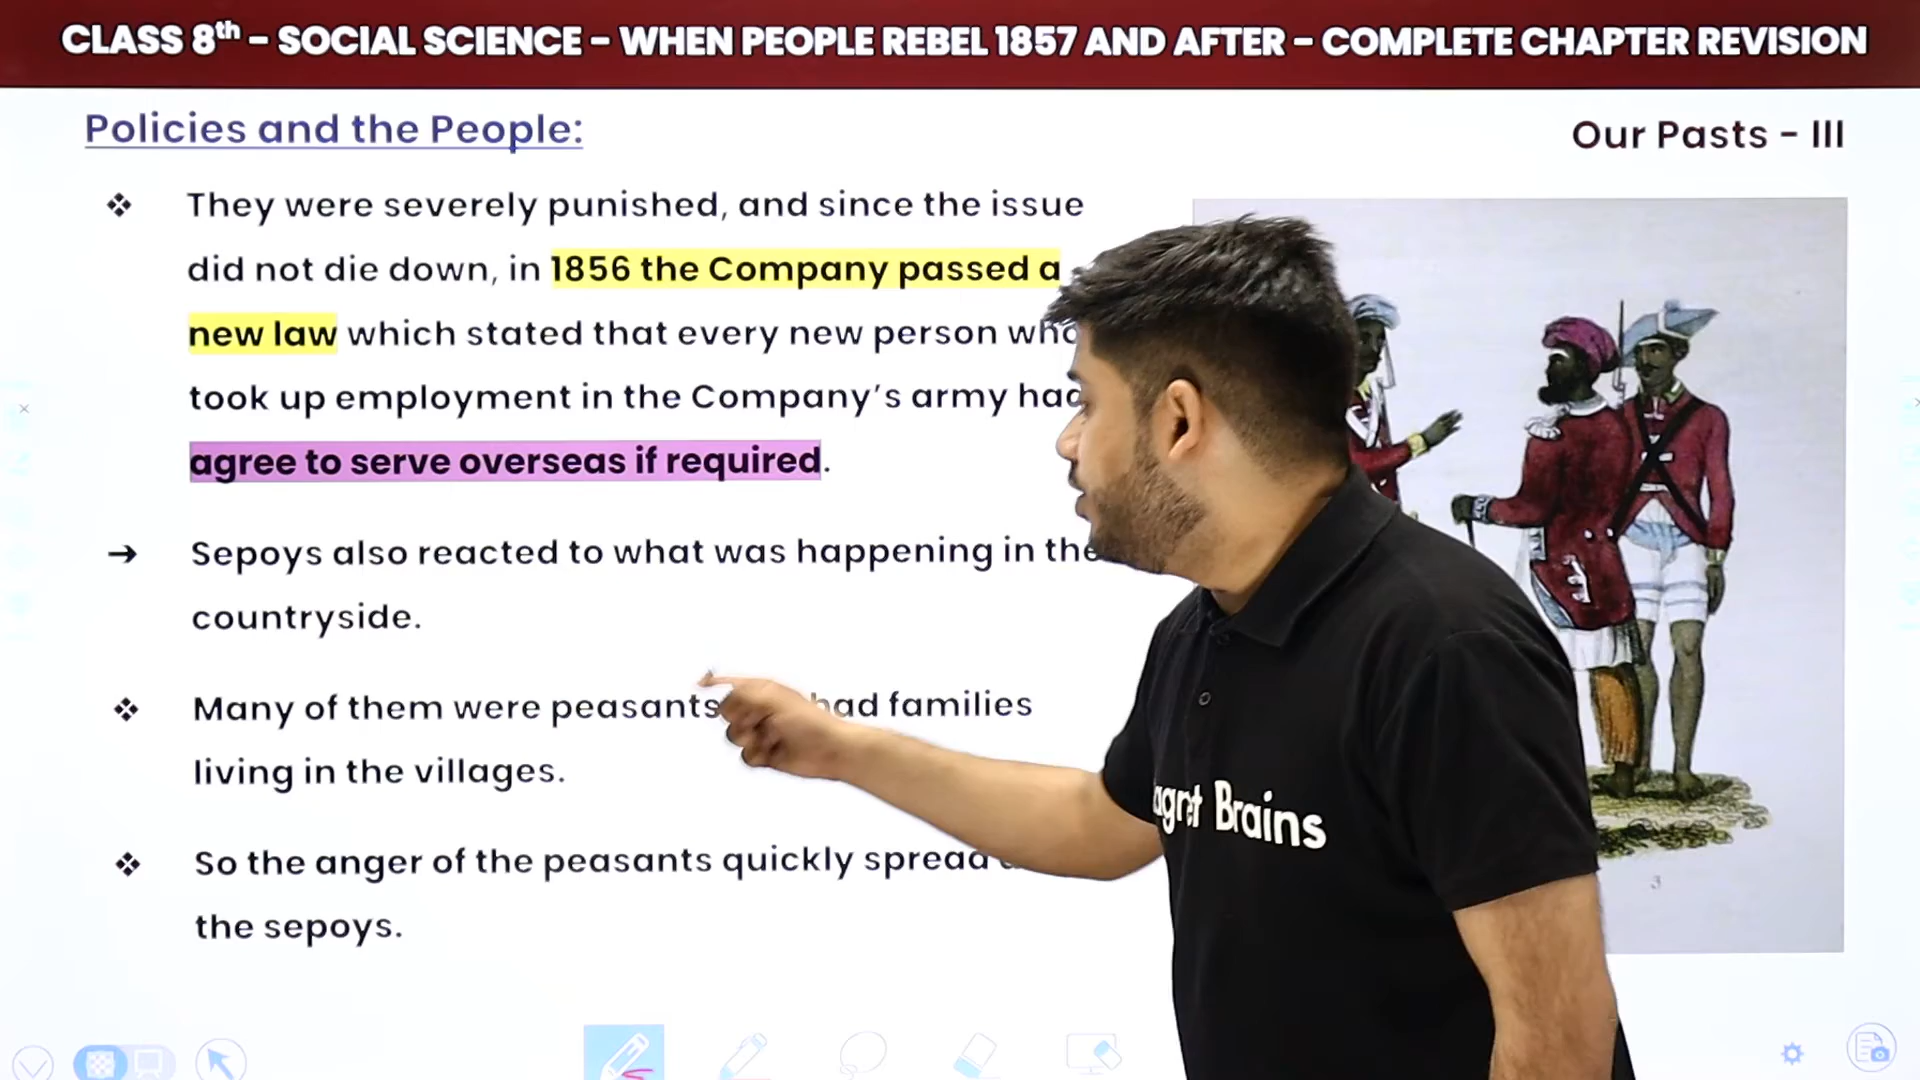 CLASS 8th – SOCIAL SCIENCE – WHEN PEOPLE REBEL 1857 AND AFTER – COMPLETE CHAPTER REVISION
Policies and the People:
Our Pasts – III
❖ They were severely punished, and since the issue
did not die down, in 1856 the Company passed a
new law which stated that every new person who
took up employment in the Company's army had
agree to serve overseas if required.
→ Sepoys also reacted to what was happening in the
countryside.
❖ Many of them were peasants had families
living in the villages.
❖ So the anger of the peasants quickly spread
the sepoys.
Brains
3